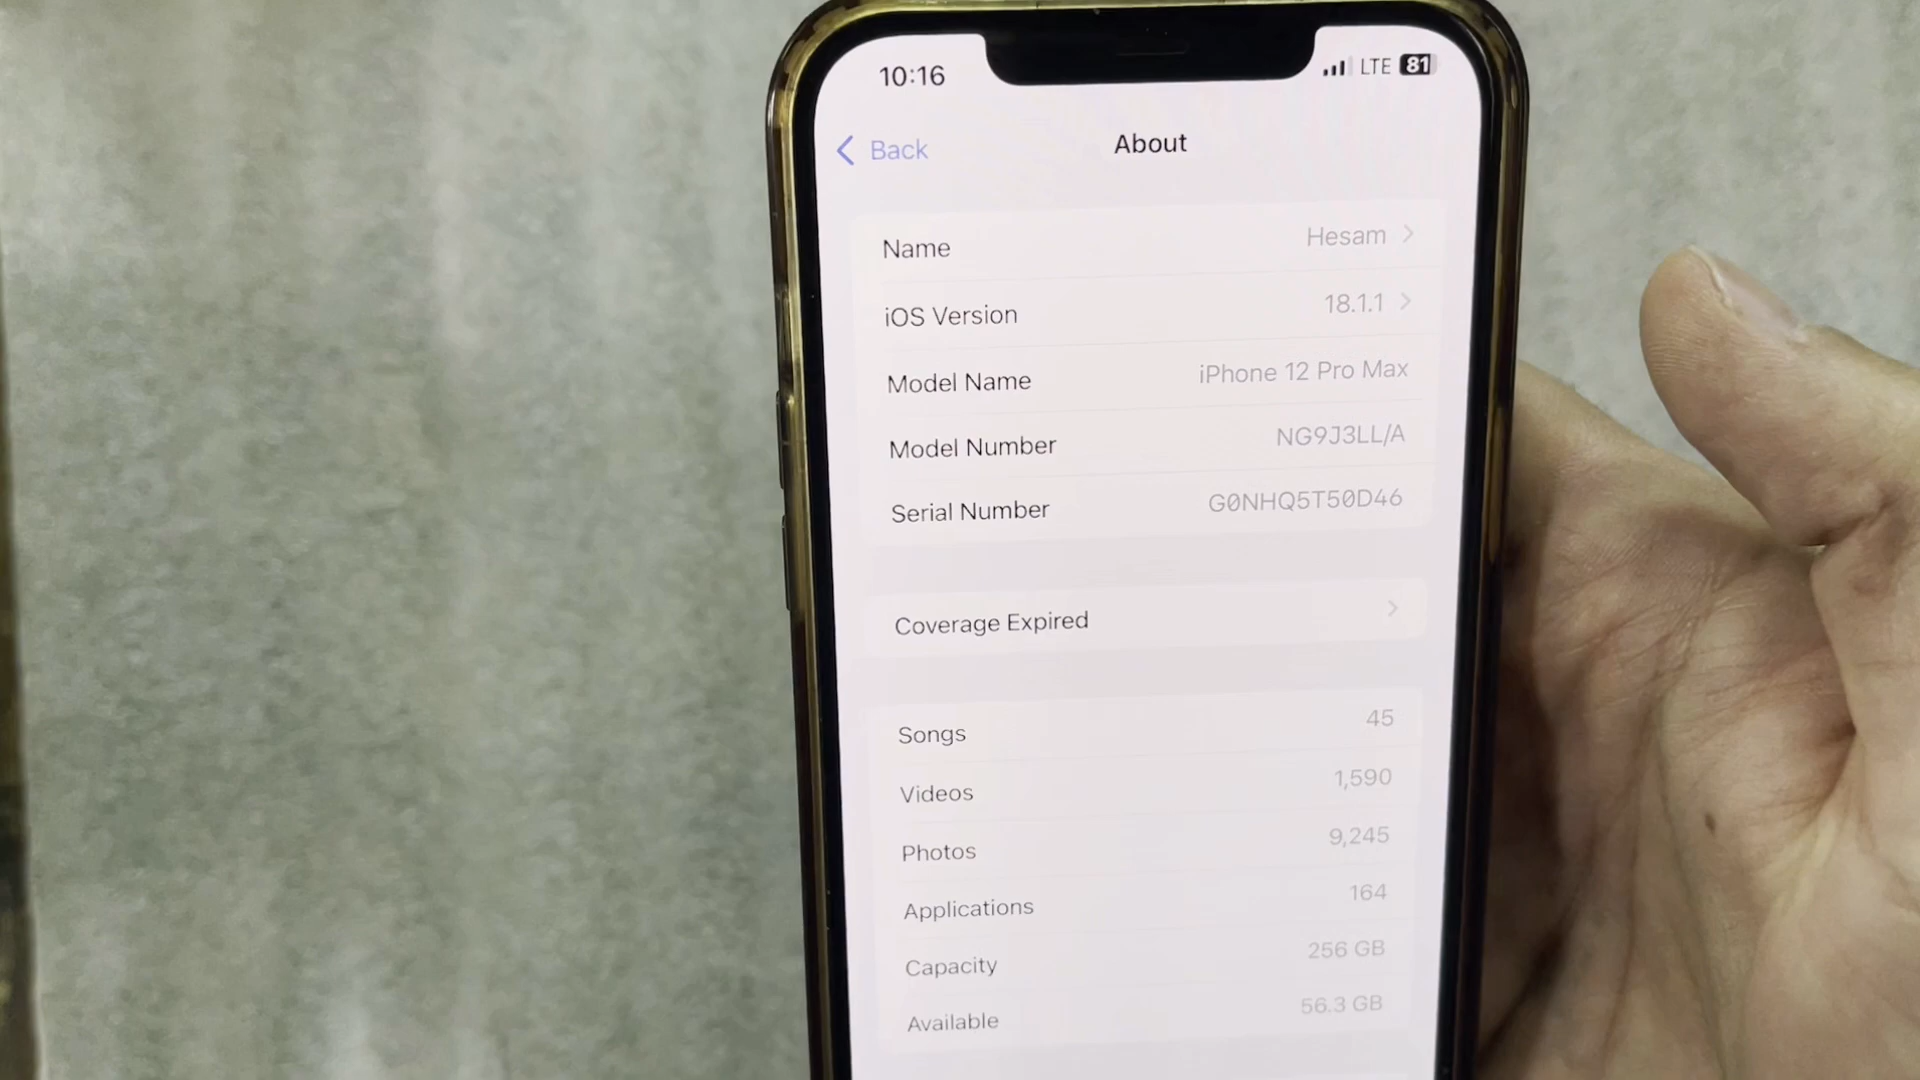 10:16 LTE 81
Back About
Name Hesam
iOS Version 18.1.1
Model Name iPhone 12 Pro Max
Model Number NG9J3LL/A
Serial Number G0NHQ5T50D46
Coverage Expired
Songs 45
Videos 1,590
Photos 9,245
Applications 164
Capacity 256 GB
Available 56.3 GB